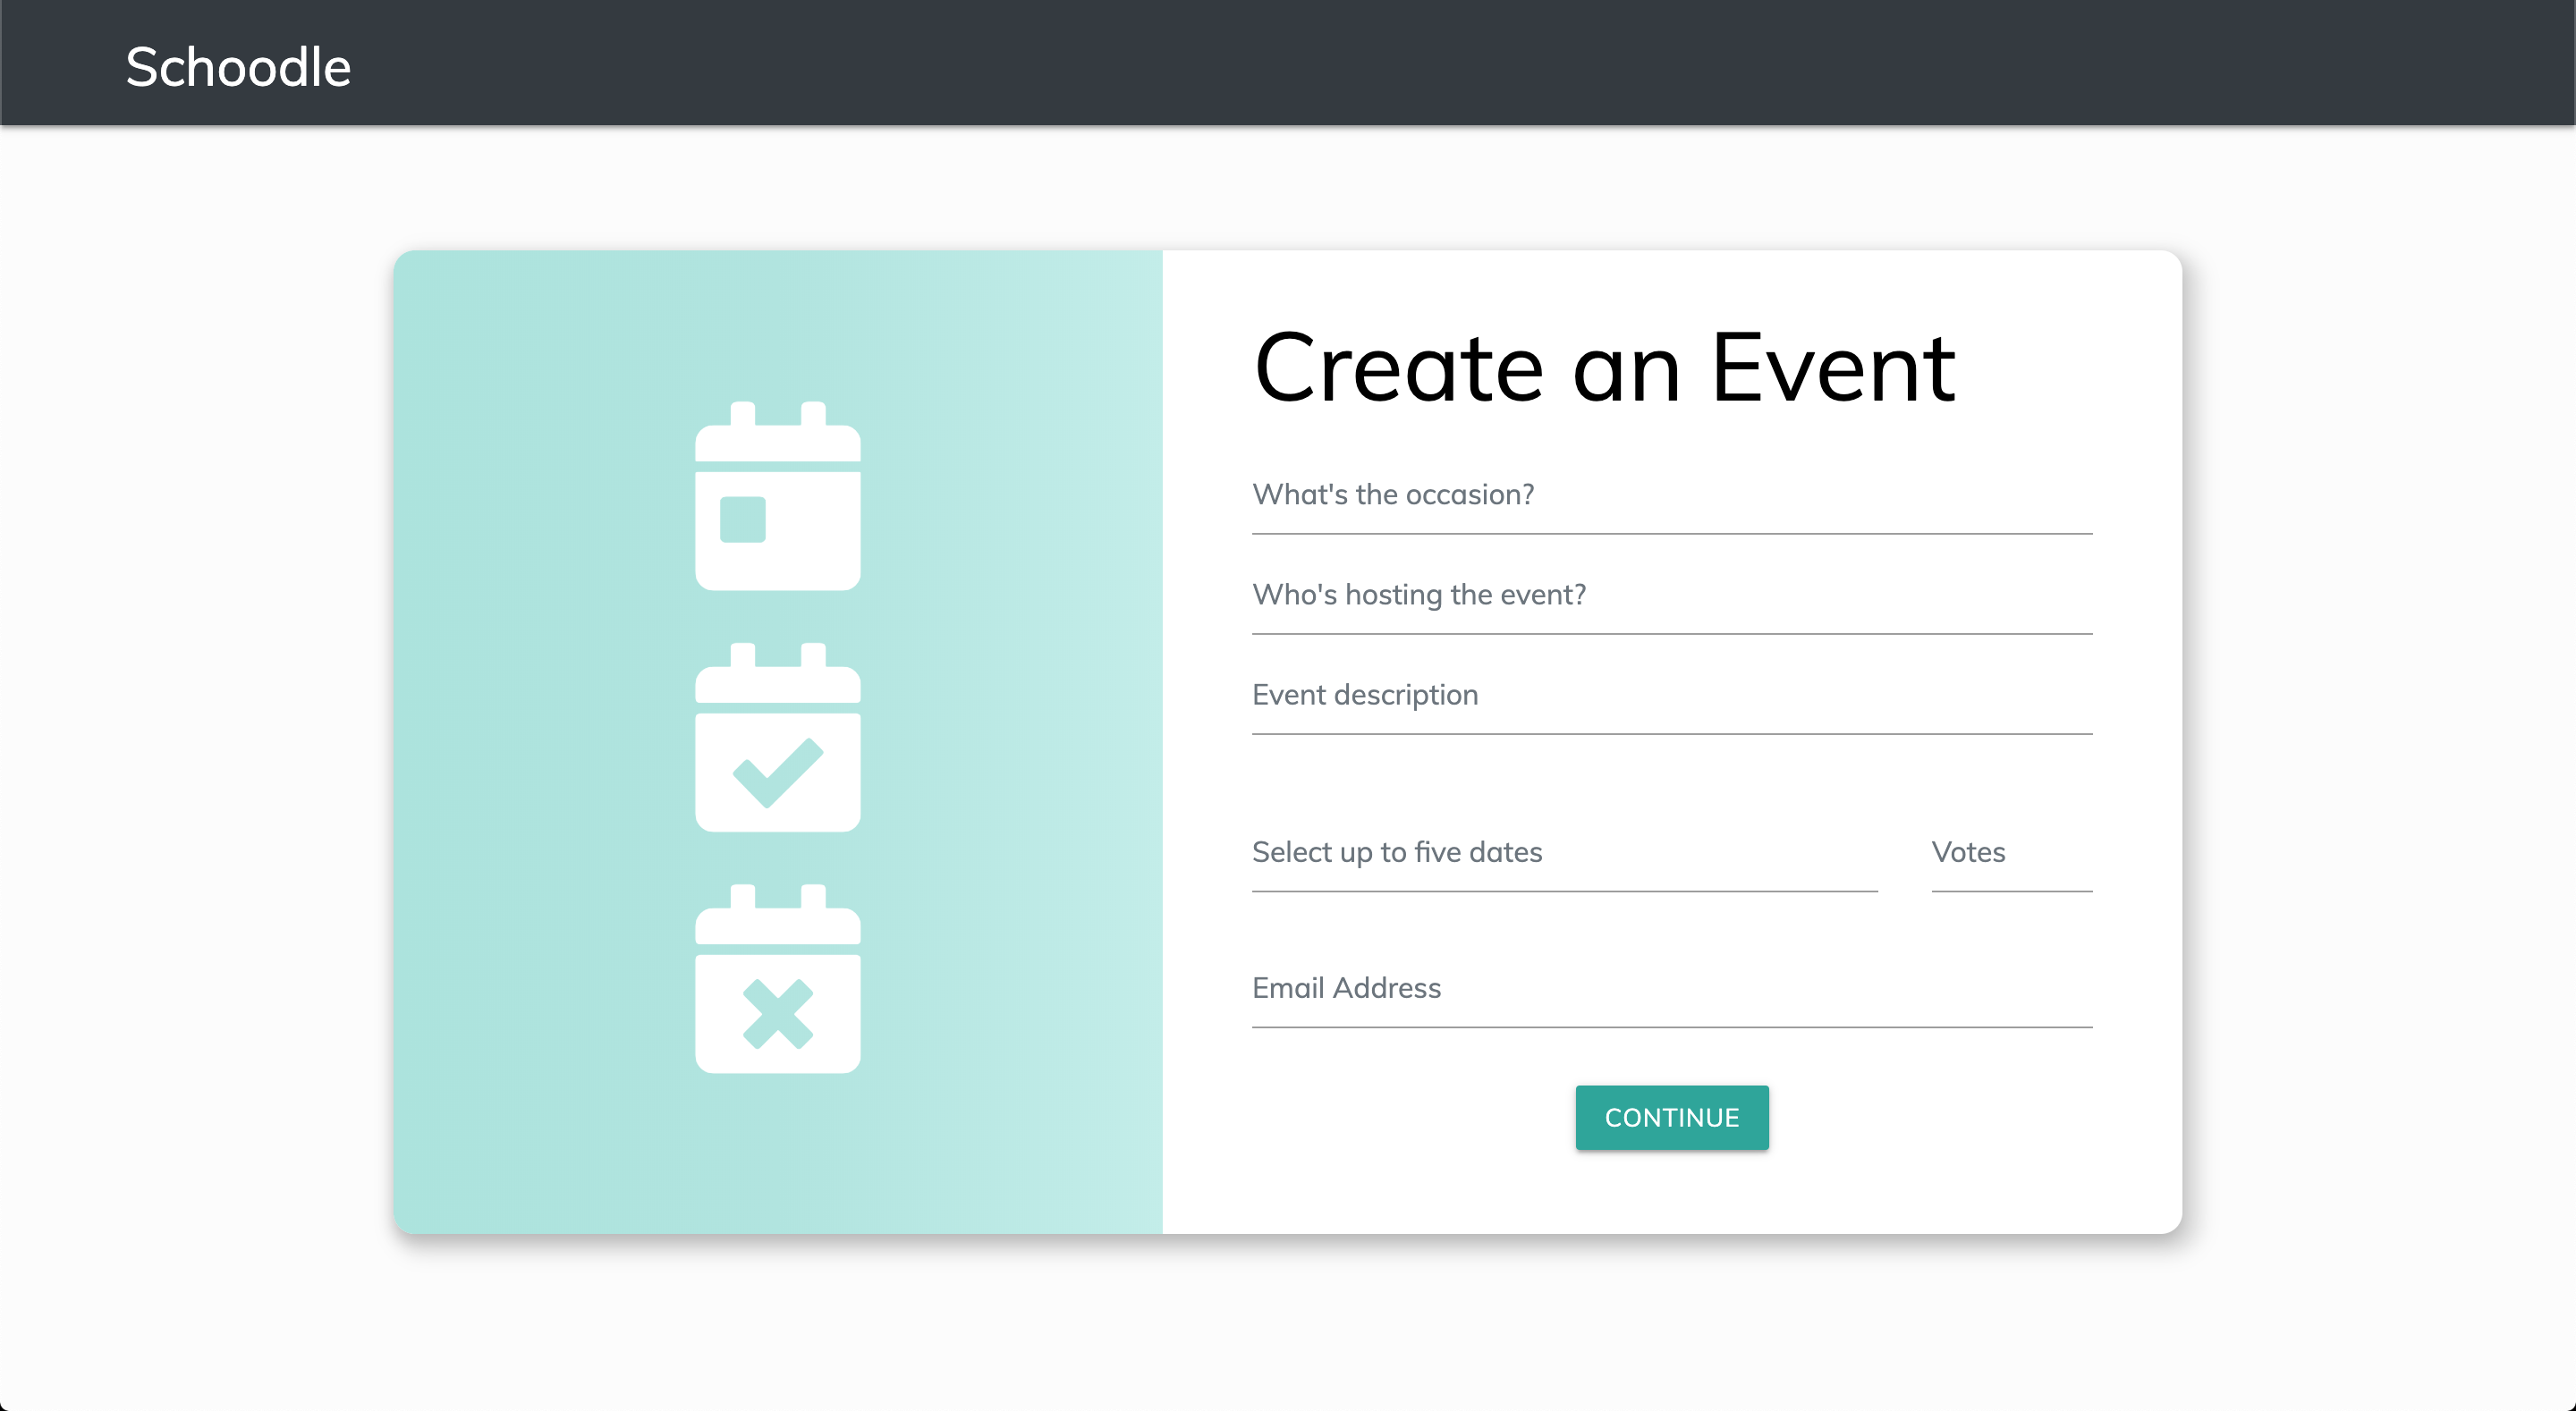 Schoodle
Create an Event
What's the occasion?
Who's hosting the event?
Event description
Select up to five dates
Votes
Email Address
CONTINUE